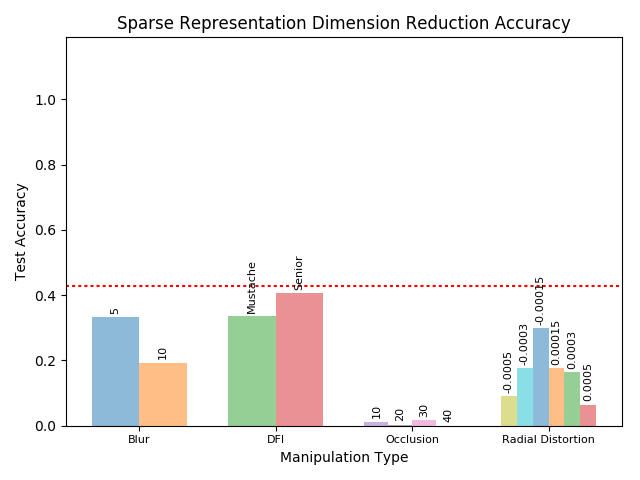 Sparse Representation Dimension Reduction Accuracy
Test Accuracy
1.0
0.8
0.6
0.4
0.2
0.0
5
10
Mustache
Senior
10
20
30
40
-0.0005
-0.0003
-0.00015
0.00015
0.0003
0.0005
Blur
DFI
Occlusion
Radial Distortion
Manipulation Type